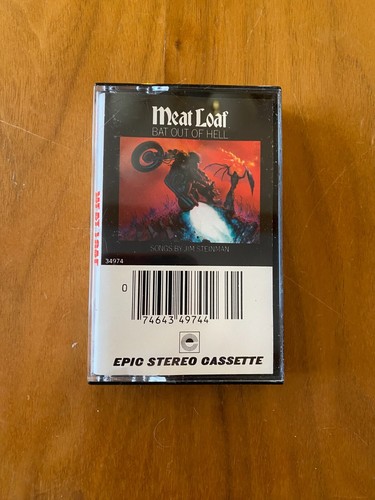 Meat Loaf
BAT OUT OF HELL
SONGS BY JIM STEINMAN
34974
0
74643 49744
e
EPIC STEREO CASSETTE